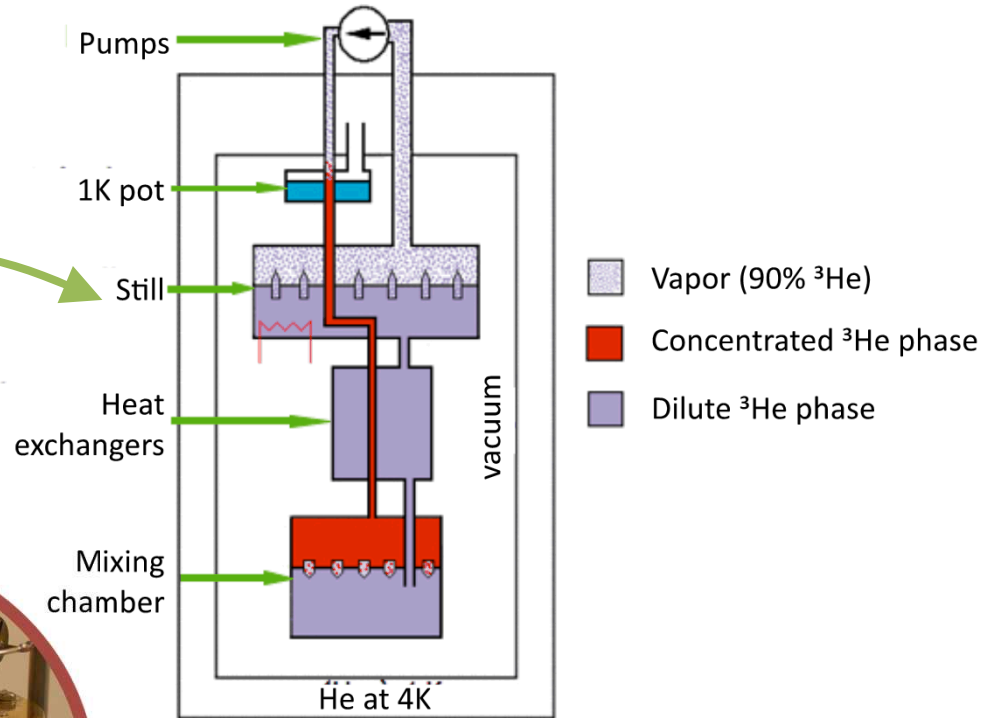 Pumps
1K pot
Still
Heat
exchangers
Mixing
chamber
vacuum
He at 4K
Vapor (90% ³He)
Concentrated ³He phase
Dilute ³He phase